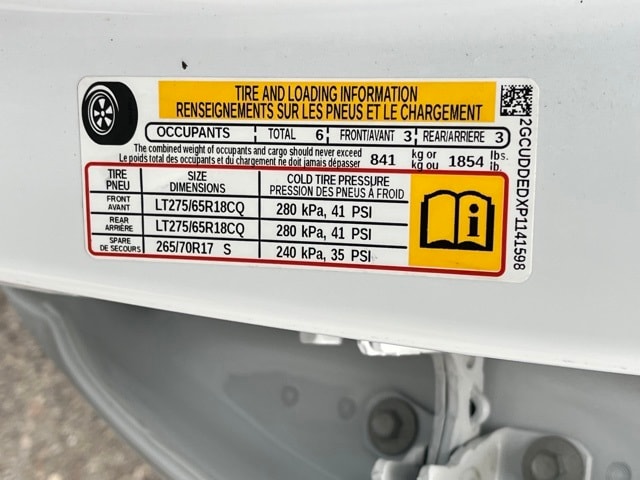 TIRE AND LOADING INFORMATION
RENSEIGNEMENTS SUR LES PNEUS ET LE CHARGEMENT
OCCUPANTS TOTAL 6 FRONT/AVANT 3 REAR/ARRIÈRE 3
The combined weight of occupants and cargo should never exceed 841 kg or 1854 lbs.
Le poids total des occupants et du chargement ne doit jamais dépasser kg ou lb.
TIRE SIZE COLD TIRE PRESSURE
PNEU DIMENSIONS PRESSION DES PNEUS À FROID
FRONT
AVANT LT275/65R18CQ 280 kPa, 41 PSI
REAR
ARRIÈRE LT275/65R18CQ 280 kPa, 41 PSI
SPARE
DE SECOURS 265/70R17 S 240 kPa, 35 PSI
2GCUDDEDXP1141598